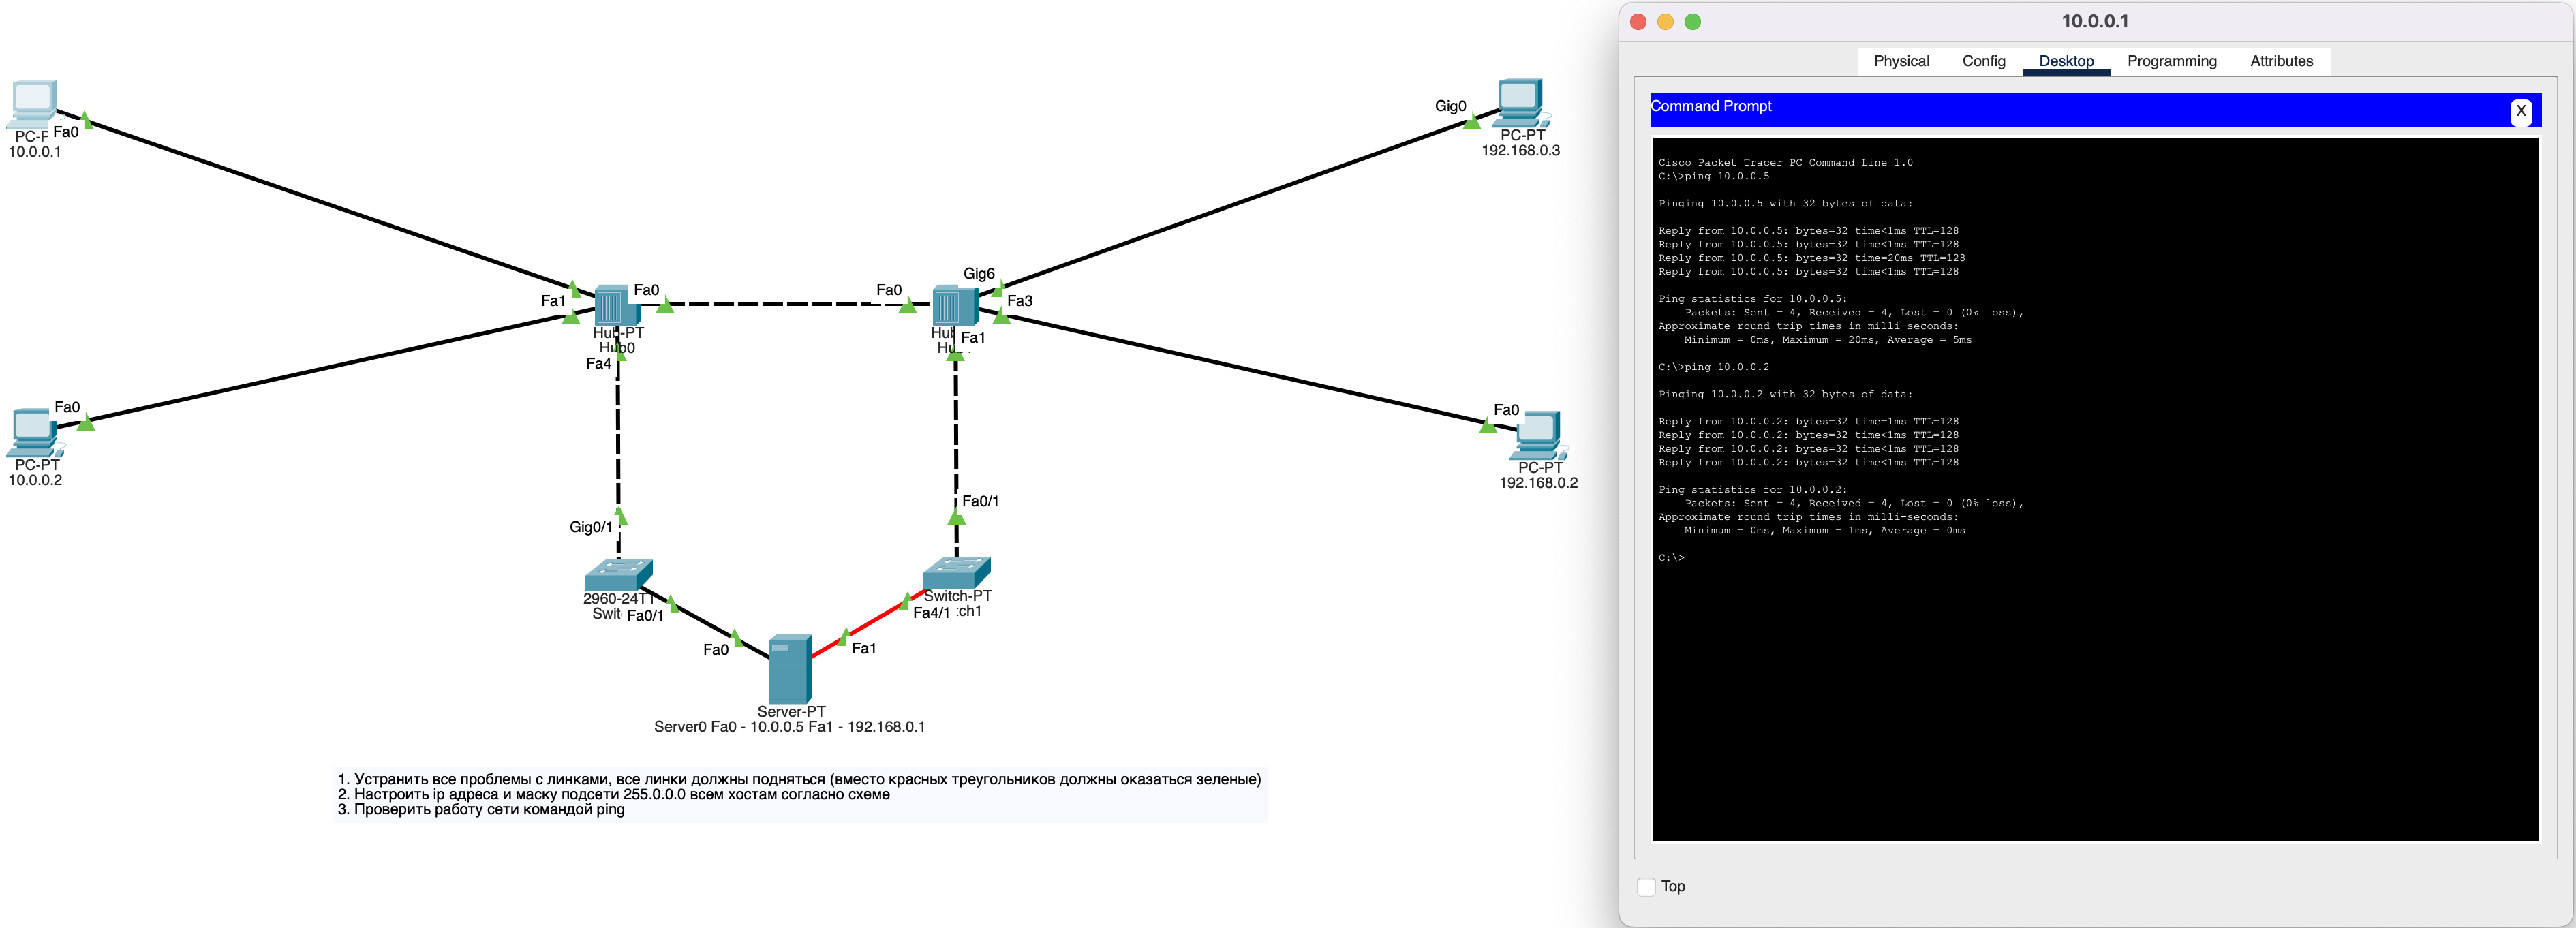 PC-P
Fa0
10.0.0.1
Gig0
PC-PT
192.168.0.3
Gig6
Fa1
Fa0
Fa0
Fa3
Hub-PT
Hub0
Hub
Fa1
Fa4
Fa0
PC-PT
10.0.0.2
Fa0
PC-PT
192.168.0.2
Fa0/1
Gig0/1
2960-24TT
Swit
Fa0/1
Switch-PT
Fa4/1
tch1
Fa0
Fa1
Server-PT
Server0 Fa0 - 10.0.0.5 Fa1 - 192.168.0.1
1. Устранить все проблемы с линками, все линки должны подняться (вместо красных треугольников должны оказаться зеленые)
2. Настроить ip адреса и маску подсети 255.0.0.0 всем хостам согласно схеме
3. Проверить работу сети командой ping
10.0.0.1
Physical Config Desktop Programming Attributes
Command Prompt
X
Cisco Packet Tracer PC Command Line 1.0
C:\>ping 10.0.0.5
Pinging 10.0.0.5 with 32 bytes of data:
Reply from 10.0.0.5: bytes=32 time<1ms TTL=128
Reply from 10.0.0.5: bytes=32 time<1ms TTL=128
Reply from 10.0.0.5: bytes=32 time=20ms TTL=128
Reply from 10.0.0.5: bytes=32 time<1ms TTL=128
Ping statistics for 10.0.0.5:
Packets: Sent = 4, Received = 4, Lost = 0 (0% loss),
Approximate round trip times in milli-seconds:
Minimum = 0ms, Maximum = 20ms, Average = 5ms
C:\>ping 10.0.0.2
Pinging 10.0.0.2 with 32 bytes of data:
Reply from 10.0.0.2: bytes=32 time=1ms TTL=128
Reply from 10.0.0.2: bytes=32 time<1ms TTL=128
Reply from 10.0.0.2: bytes=32 time<1ms TTL=128
Reply from 10.0.0.2: bytes=32 time<1ms TTL=128
Ping statistics for 10.0.0.2:
Packets: Sent = 4, Received = 4, Lost = 0 (0% loss),
Approximate round trip times in milli-seconds:
Minimum = 0ms, Maximum = 1ms, Average = 0ms
C:\>
Top